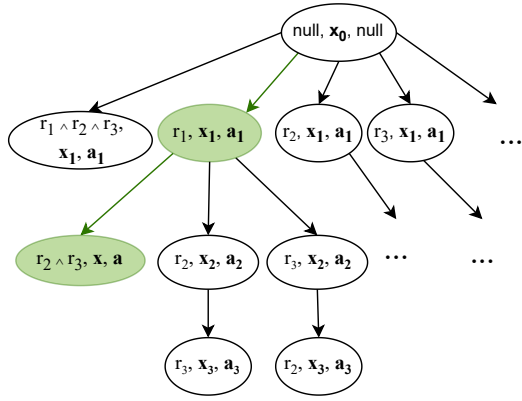 null, x₀, null
r₁ ∧ r₂ ∧ r₃,
x₁, a₁
r₁, x₁, a₁
r₂, x₁, a₁
r₃, x₁, a₁
...
r₂ ∧ r₃, x, a
r₂, x₂, a₂
r₃, x₂, a₂
...
...
r₃, x₃, a₃
r₂, x₃, a₃